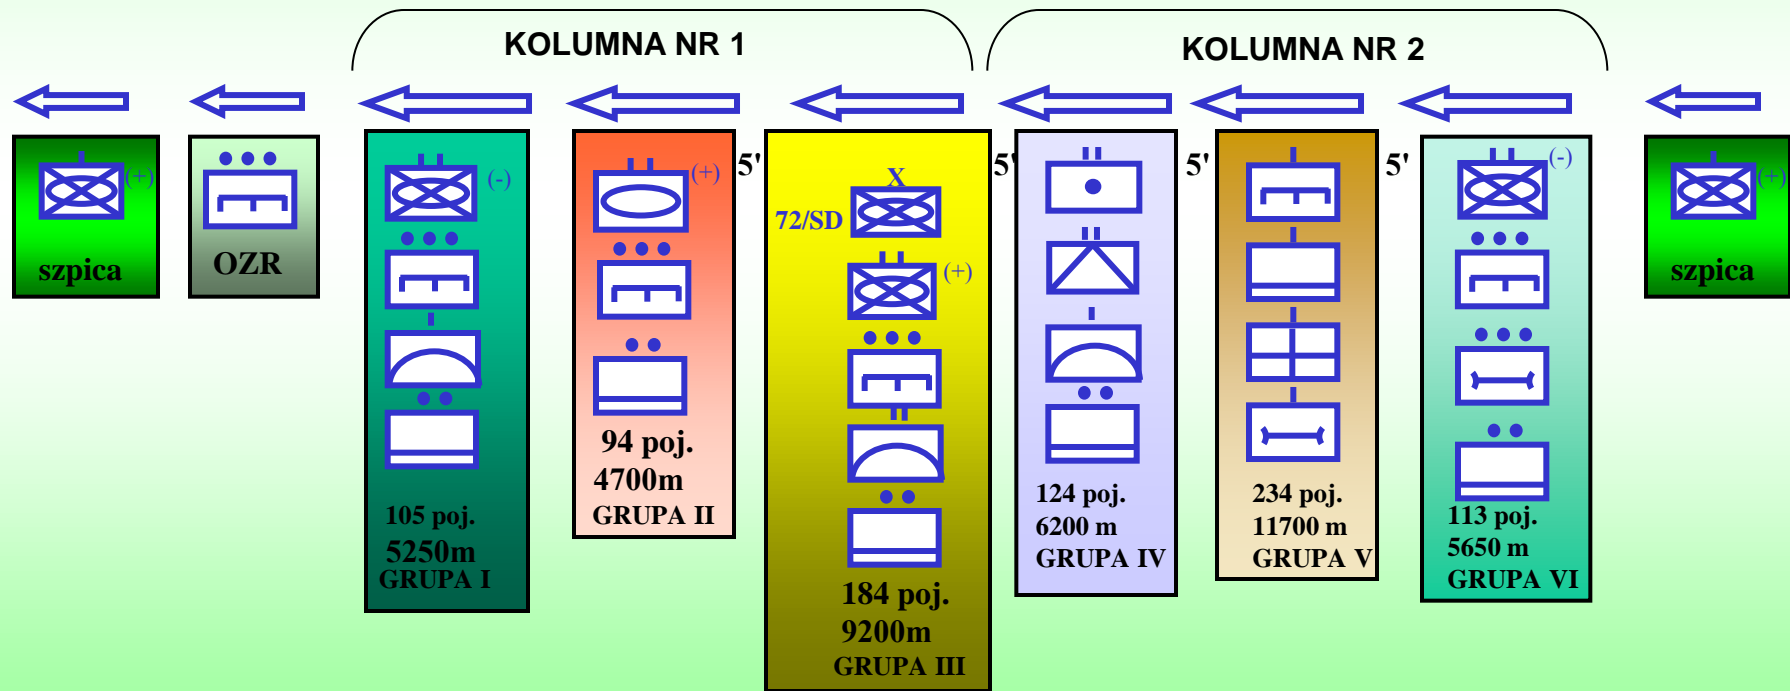 KOLUMNA NR 1
KOLUMNA NR 2
(+)
szpica
OZR
(-)
105 poj.
5250m
GRUPA I
(+)
94 poj.
4700m
GRUPA II
5'
X
72/SD
(+)
184 poj.
9200m
GRUPA III
5'
124 poj.
6200 m
GRUPA IV
5'
234 poj.
11700 m
GRUPA V
5'
(-)
113 poj.
5650 m
GRUPA VI
(+)
szpica